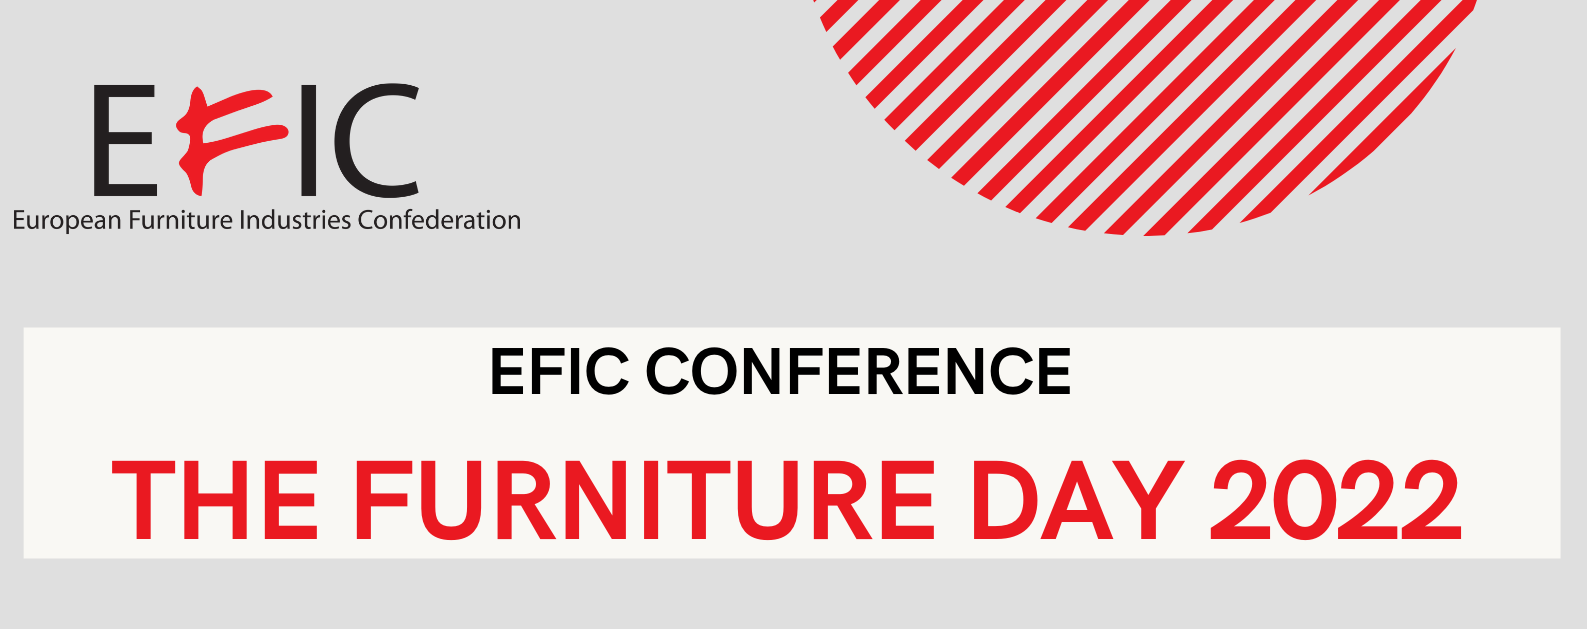 EFIC
European Furniture Industries Confederation
EFIC CONFERENCE
THE FURNITURE DAY 2022